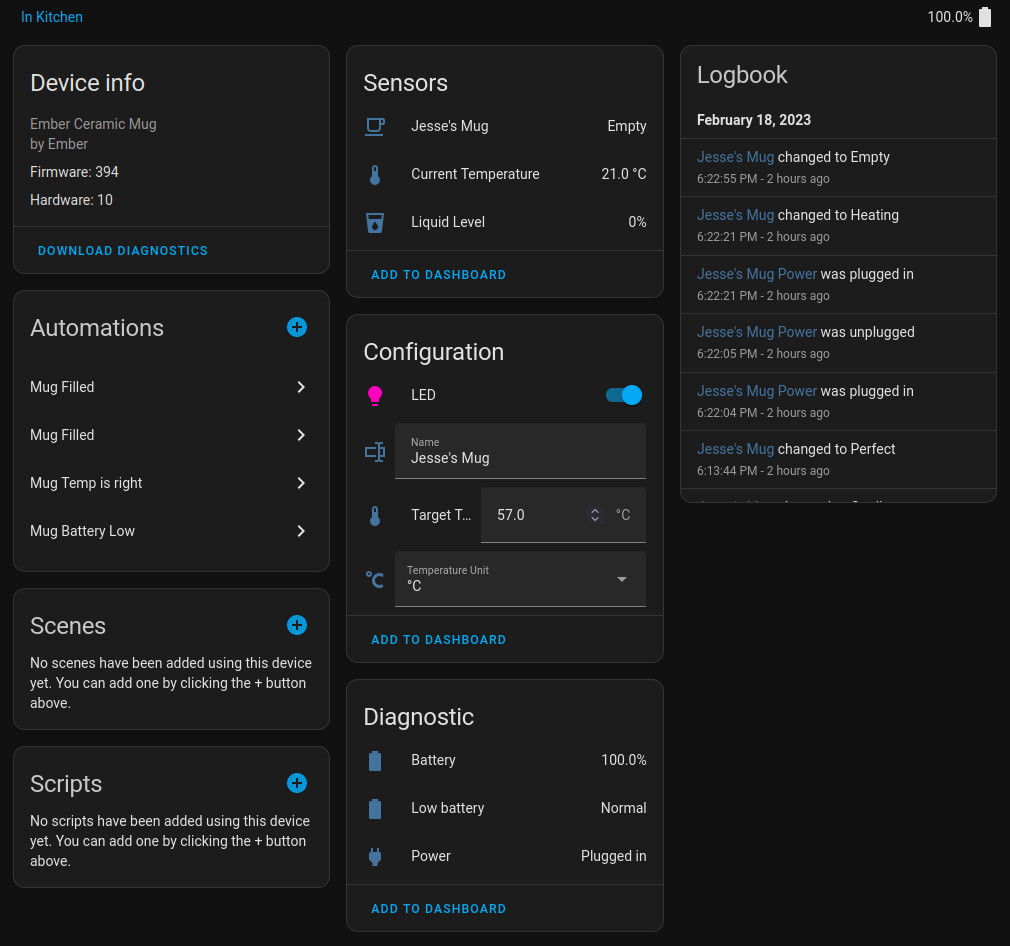 In Kitchen
100.0%
Device info
Ember Ceramic Mug
by Ember
Firmware: 394
Hardware: 10
DOWNLOAD DIAGNOSTICS
Automations
Mug Filled
Mug Filled
Mug Temp is right
Mug Battery Low
Scenes
No scenes have been added using this device
yet. You can add one by clicking the + button
above.
Scripts
No scripts have been added using this device
yet. You can add one by clicking the + button
above.
Sensors
Jesse's Mug Empty
Current Temperature 21.0 °C
Liquid Level 0%
ADD TO DASHBOARD
Configuration
LED
Name
Jesse's Mug
Target T... 57.0 °C
Temperature Unit
°C
ADD TO DASHBOARD
Diagnostic
Battery 100.0%
Low battery Normal
Power Plugged in
ADD TO DASHBOARD
Logbook
February 18, 2023
Jesse's Mug changed to Empty
6:22:55 PM - 2 hours ago
Jesse's Mug changed to Heating
6:22:21 PM - 2 hours ago
Jesse's Mug Power was plugged in
6:22:21 PM - 2 hours ago
Jesse's Mug Power was unplugged
6:22:05 PM - 2 hours ago
Jesse's Mug Power was plugged in
6:22:04 PM - 2 hours ago
Jesse's Mug changed to Perfect
6:13:44 PM - 2 hours ago